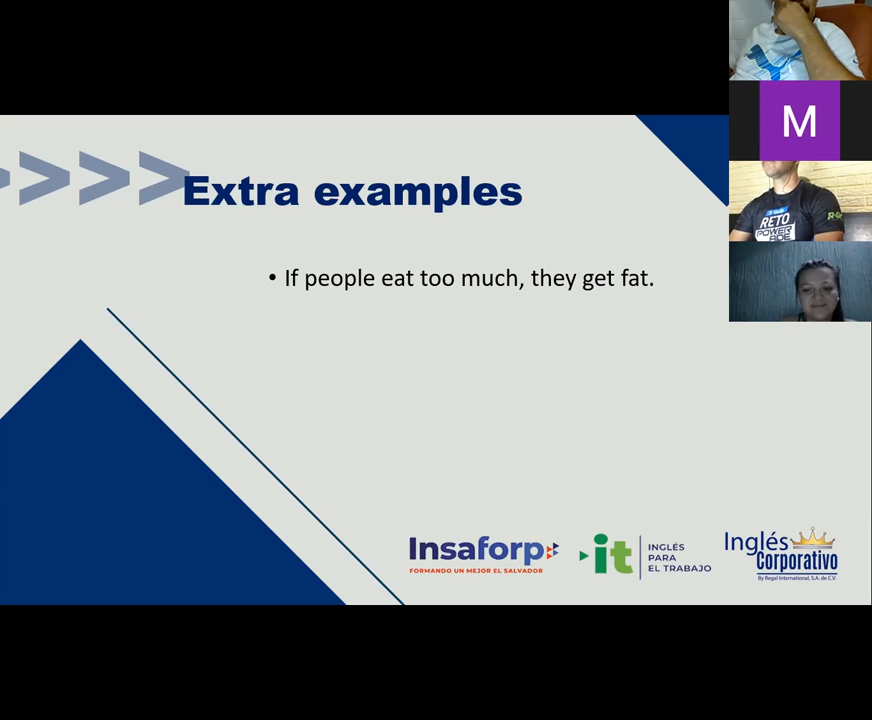 >>>>
Extra examples
• If people eat too much, they get fat.
M
RETO
POWER
ADE
Insaforp
FORMANDO UN MEJOR EL SALVADOR
it
INGLÉS
PARA
EL TRABAJO
Inglés
Corporativo
By Regal International, S.A. de C.V.